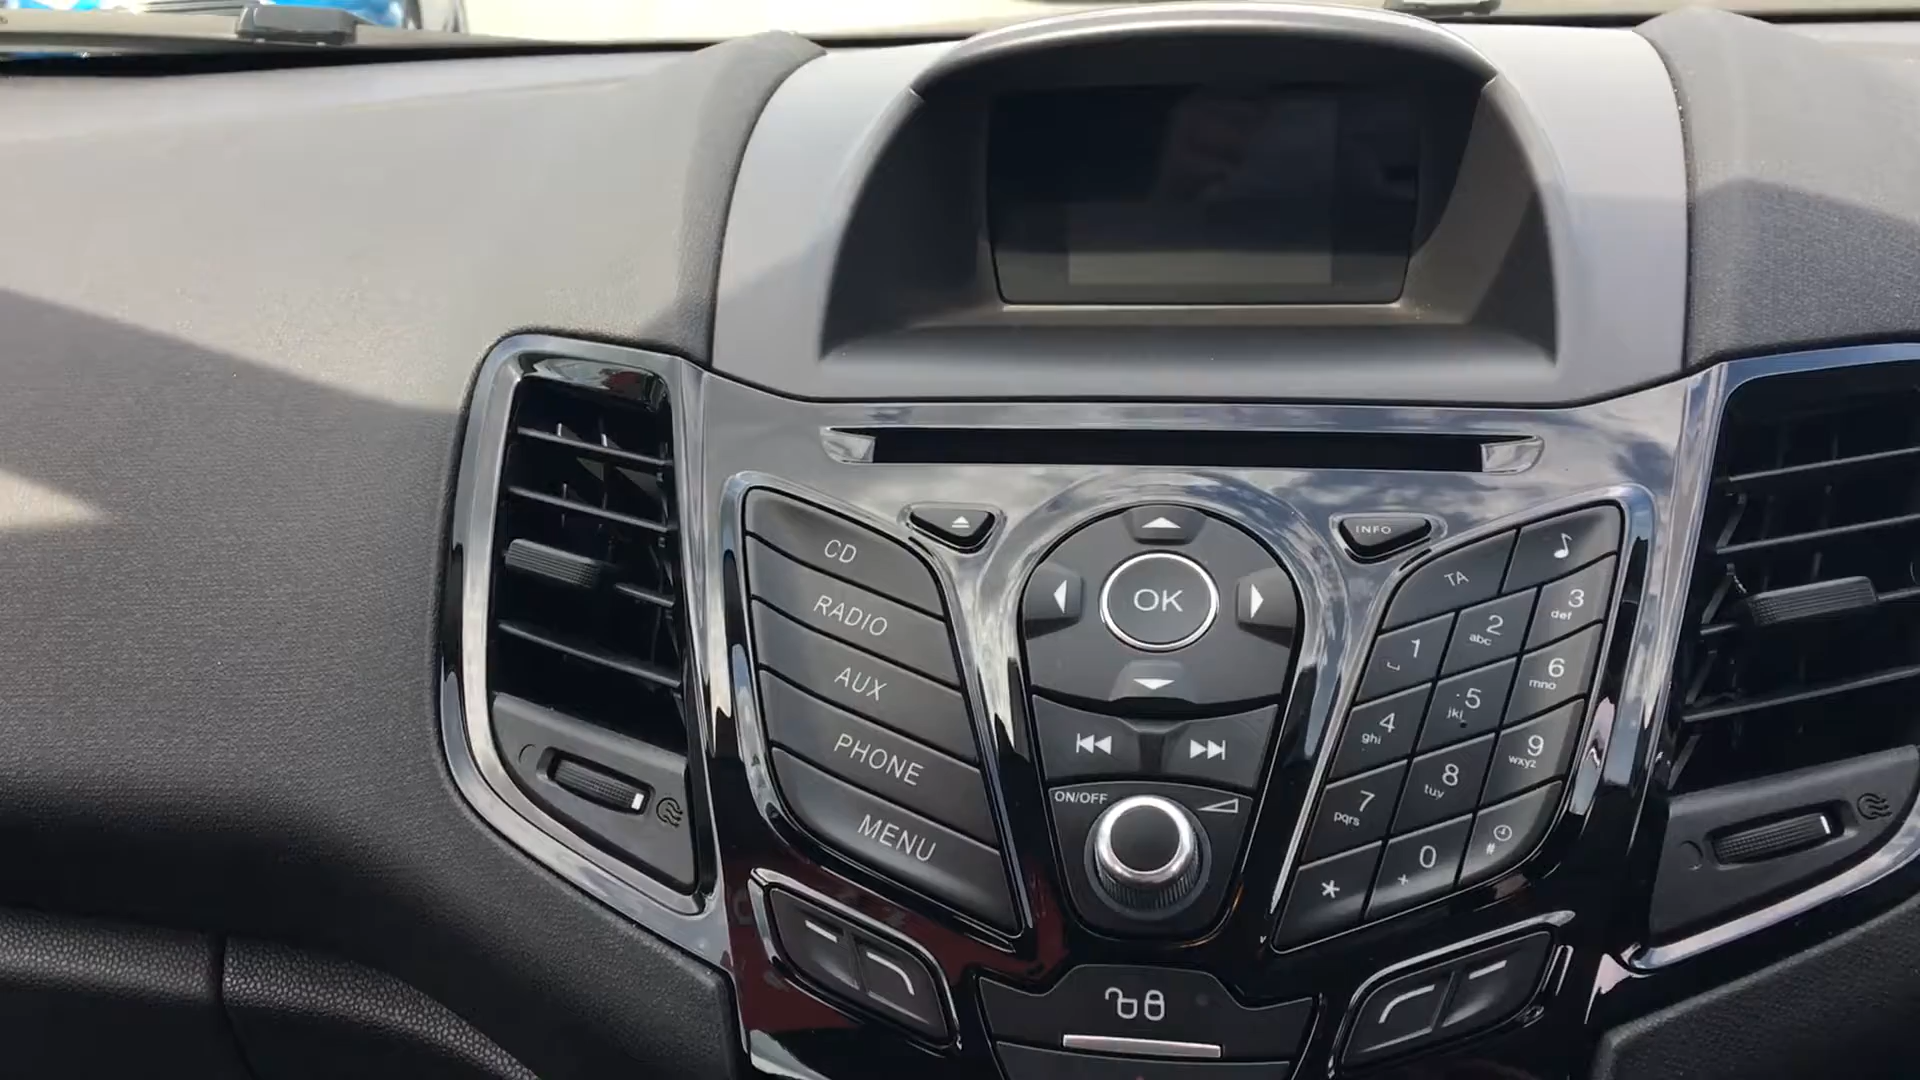 CD
RADIO
AUX
PHONE
MENU
OK
ON/OFF
INFO
TA
1
2
abc
3
def
4
ghi
5
jkl
6
mno
7
pqrs
8
tuv
9
wxyz
*
0
+
#